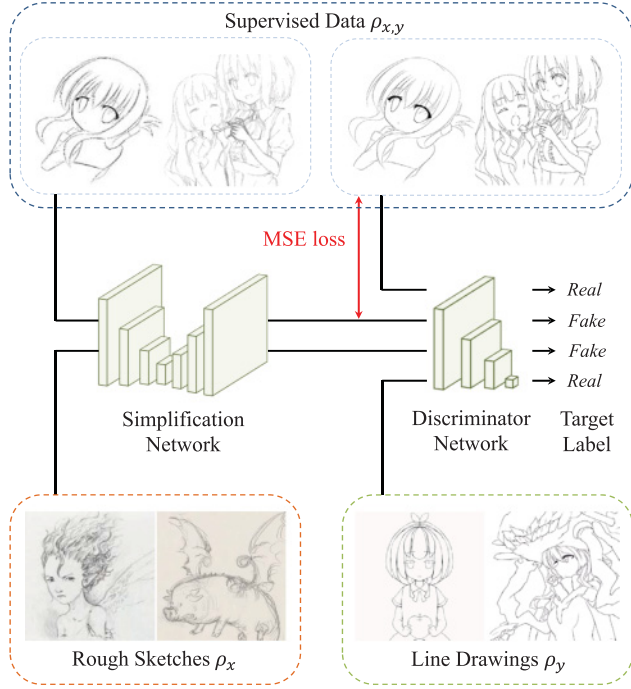 Supervised Data ρx,y
MSE loss
Real
Fake
Fake
Real
Simplification
Network
Discriminator
Network
Target
Label
Rough Sketches ρx
Line Drawings ρy